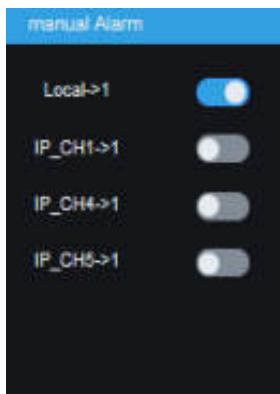 manual Alarm
Local->1
IP_CH1->1
IP_CH4->1
IP_CH5->1